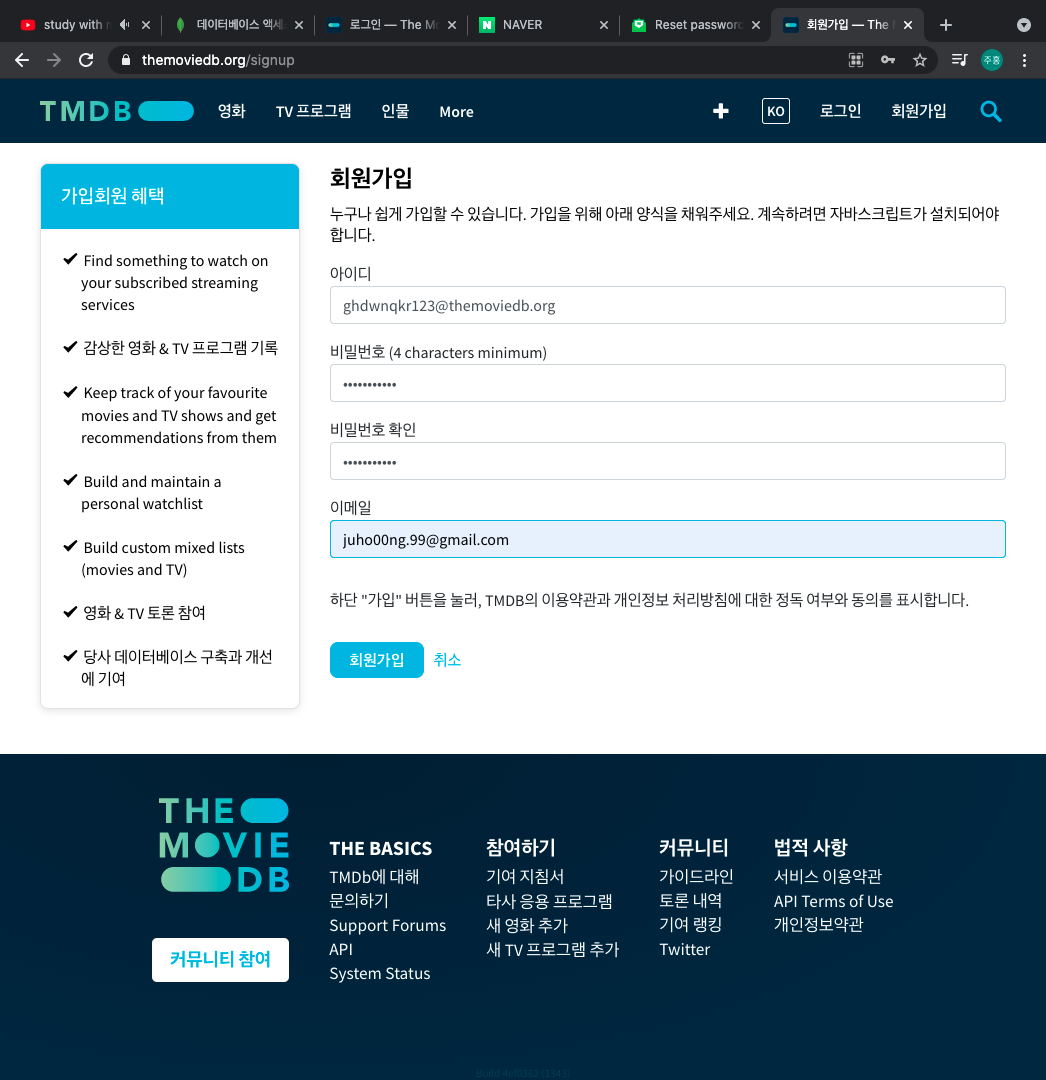 study with
데이터베이스 액세
로그인 — The Mo
NAVER
Reset password
회원가입 — The
themoviedb.org/signup
주홍
TMDB
영화
TV 프로그램
인물
More
KO
로그인
회원가입
가입회원 혜택
Find something to watch on
your subscribed streaming
services
감상한 영화 & TV 프로그램 기록
Keep track of your favourite
movies and TV shows and get
recommendations from them
Build and maintain a
personal watchlist
Build custom mixed lists
(movies and TV)
영화 & TV 토론 참여
당사 데이터베이스 구축과 개선
에 기여
회원가입
누구나 쉽게 가입할 수 있습니다. 가입을 위해 아래 양식을 채워주세요. 계속하려면 자바스크립트가 설치되어야
합니다.
아이디
ghdwnqkr123@themoviedb.org
비밀번호 (4 characters minimum)
•••••••••••
비밀번호 확인
•••••••••••
이메일
juho00ng.99@gmail.com
하단 "가입" 버튼을 눌러, TMDB의 이용약관과 개인정보 처리방침에 대한 정독 여부와 동의를 표시합니다.
회원가입 취소
THE
MOVIE
DB
커뮤니티 참여
THE BASICS
TMDb에 대해
문의하기
Support Forums
API
System Status
참여하기
기여 지침서
타사 응용 프로그램
새 영화 추가
새 TV 프로그램 추가
커뮤니티
가이드라인
토론 내역
기여 랭킹
Twitter
법적 사항
서비스 이용약관
API Terms of Use
개인정보약관